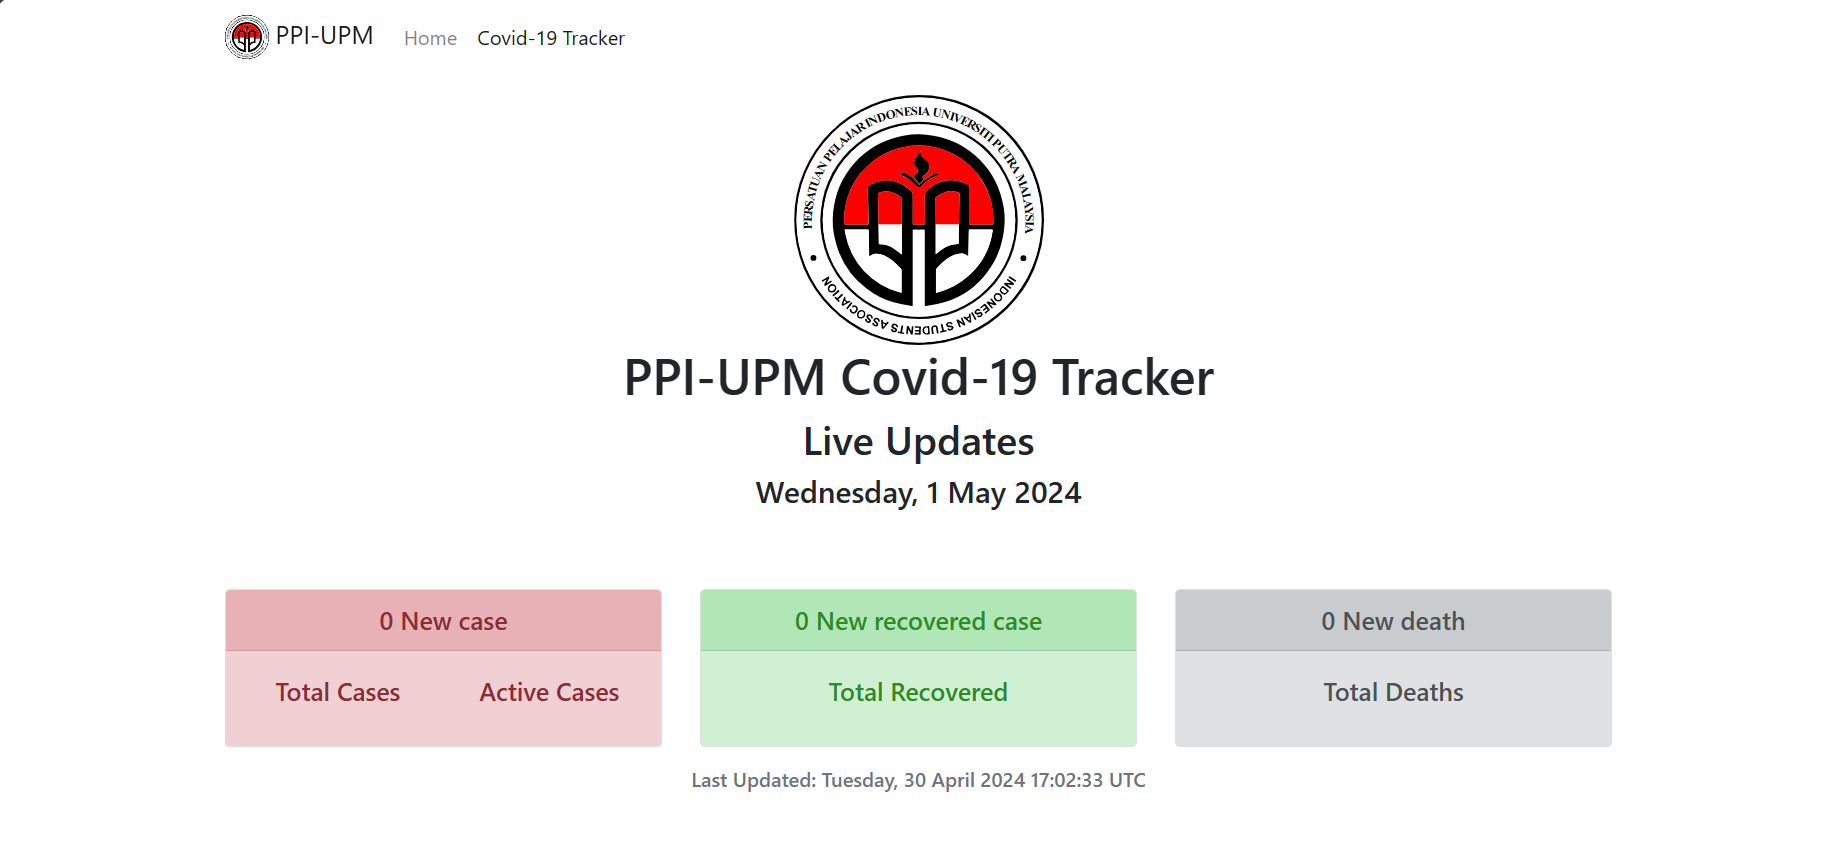 PPI-UPM Home Covid-19 Tracker
PERSATUAN PELAJAR INDONESIA UNIVERSITI PUTRA MALAYSIA
INDONESIAN STUDENTS ASSOCIATION
PPI-UPM Covid-19 Tracker
Live Updates
Wednesday, 1 May 2024
0 New case
Total Cases Active Cases
0 New recovered case
Total Recovered
0 New death
Total Deaths
Last Updated: Tuesday, 30 April 2024 17:02:33 UTC